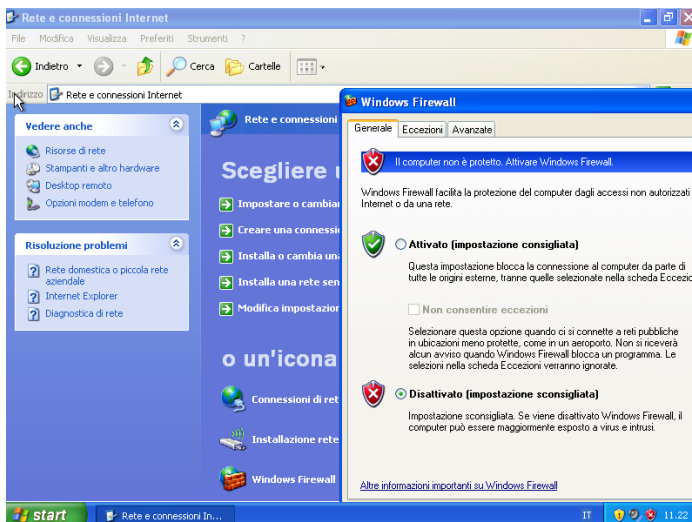 Rete e connessioni Internet
File Modifica Visualizza Preferiti Strumenti ?
Indietro Cerca Cartelle
Indirizzo Rete e connessioni Internet
Vedere anche
Risorse di rete
Stampanti e altro hardware
Desktop remoto
Opzioni modem e telefono
Risoluzione problemi
Rete domestica o piccola rete
aziendale
Internet Explorer
Diagnostica di rete
Rete e connessioni
Scegliere
Impostare o cambiar
Creare una connessi
Installa o cambia un
Installa una rete sen
Modifica impostazion
o un'icona
Connessioni di ret
Installazione rete
Windows Firewall
Windows Firewall
Generale Eccezioni Avanzate
Il computer non è protetto. Attivare Windows Firewall.
Windows Firewall facilita la protezione del computer dagli accessi non autorizzati
Internet o da una rete.
Attivato (impostazione consigliata)
Questa impostazione blocca la connessione al computer da parte di
tutte le origini esterne, tranne quelle selezionate nella scheda Eccezio
Non consentire eccezioni
Selezionare questa opzione quando ci si connette a reti pubbliche
in ubicazioni meno protette, come in un aeroporto. Non si riceverà
alcun avviso quando Windows Firewall blocca un programma. Le
selezioni nella scheda Eccezioni verranno ignorate.
Disattivato (impostazione sconsigliata)
Impostazione sconsigliata. Se viene disattivato Windows Firewall, il
computer può essere maggiormente esposto a virus e intrusi.
Altre informazioni importanti su Windows Firewall
start Rete e connessioni In... IT 11.22